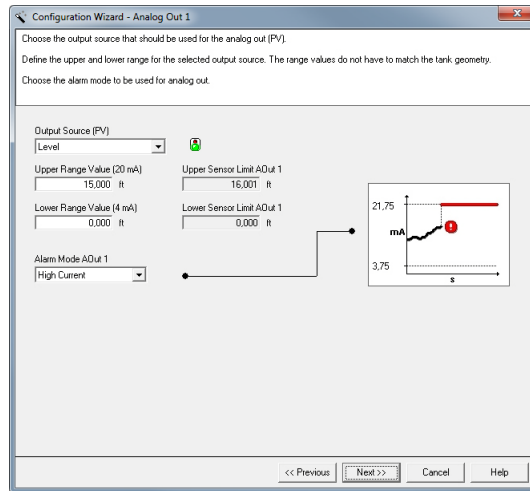 Configuration Wizard - Analog Out 1
Choose the output source that should be used for the analog out (PV).
Define the upper and lower range for the selected output source. The range values do not have to match the tank geometry.
Choose the alarm mode to be used for analog out.
Output Source (PV)
Level
Upper Range Value (20 mA) Upper Sensor Limit AOut 1
15,000 ft 16,001 ft
Lower Range Value (4 mA) Lower Sensor Limit AOut 1
0,000 ft 0,000 ft
Alarm Mode AOut 1
High Current
21,75
mA
3,75
s
<< Previous Next >> Cancel Help